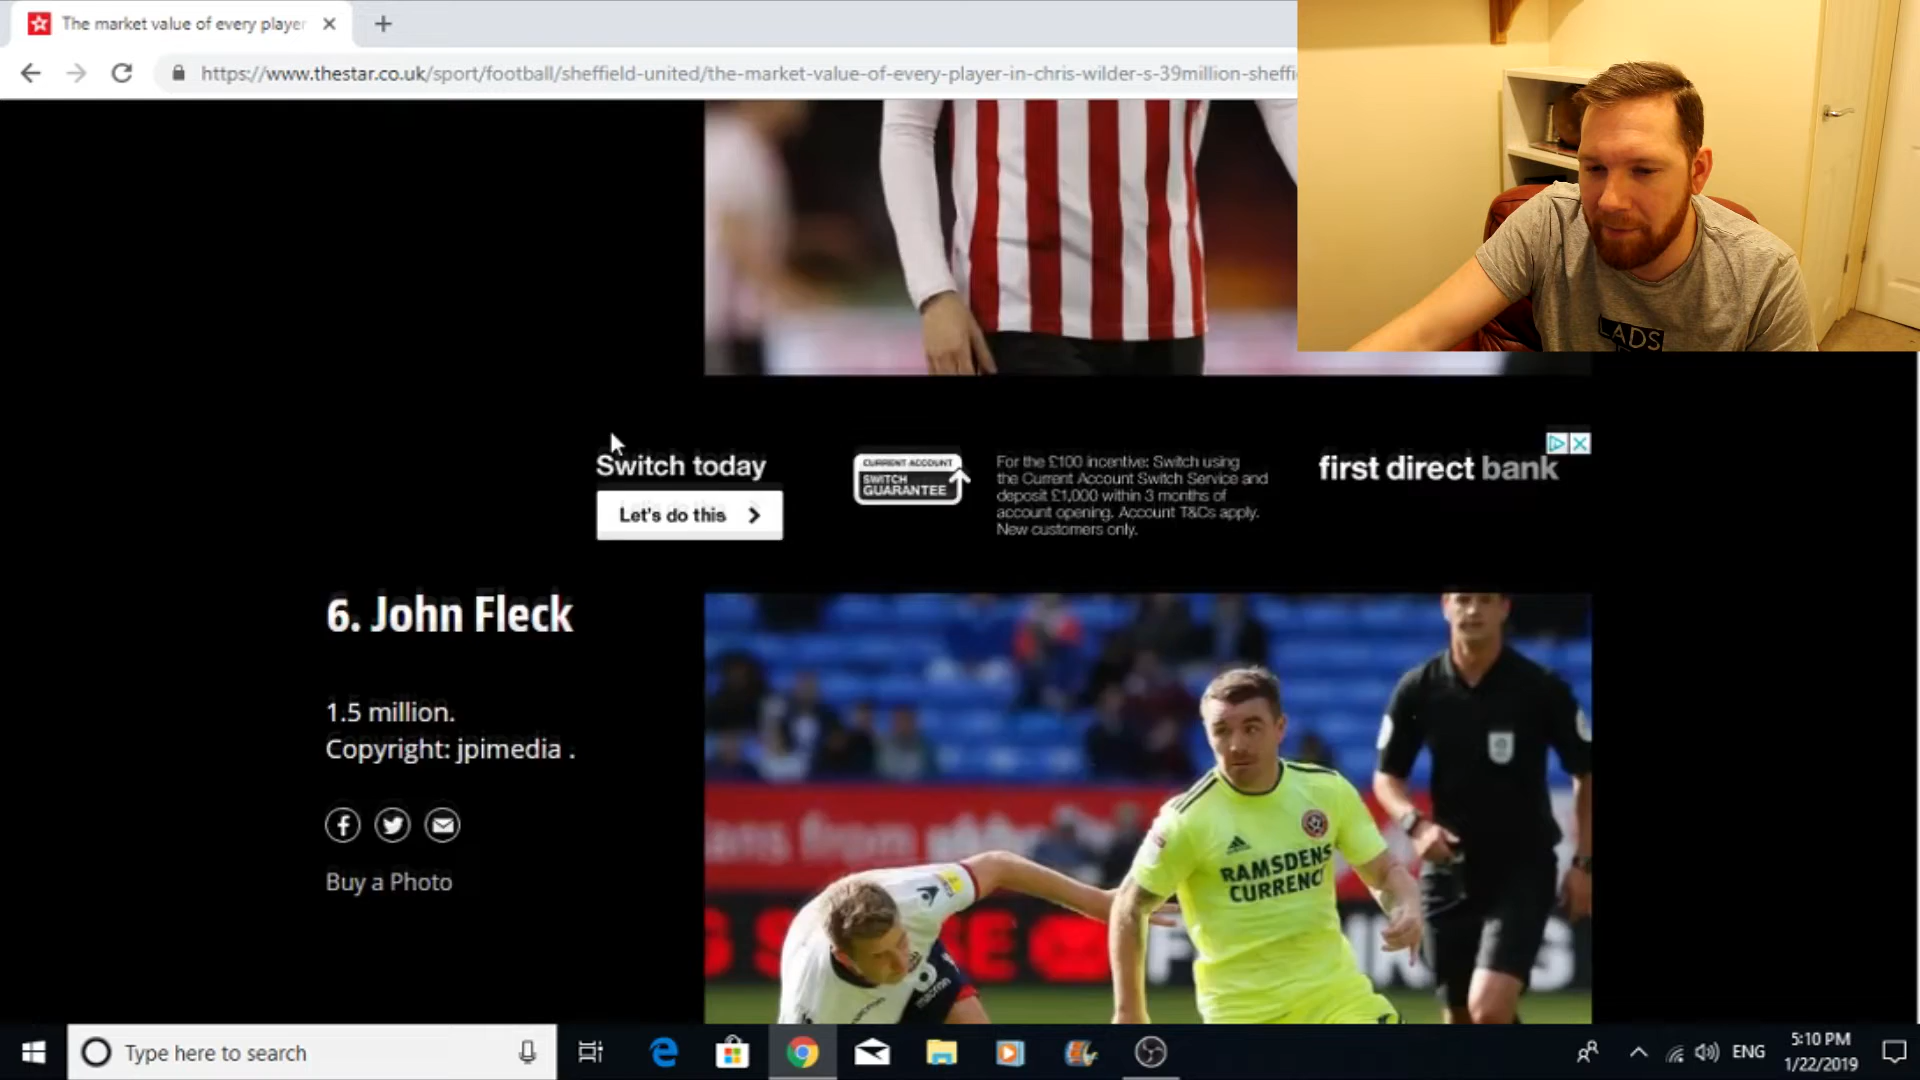 The market value of every player
https://www.thestar.co.uk/sport/football/sheffield-united/the-market-value-of-every-player-in-chris-wilder-s-39million-sheffi
LADS
Switch today
Let's do this
CURRENT ACCOUNT
SWITCH
GUARANTEE
For the £100 incentive: Switch using
the Current Account Switch Service and
deposit £1,000 within 3 months of
account opening. Account T&Cs apply.
New customers only.
first direct bank
6. John Fleck
1.5 million.
Copyright: jpimedia .
Buy a Photo
ans from
RAMSDENS
CURRENC
macron
Type here to search
ENG
5:10 PM
1/22/2019